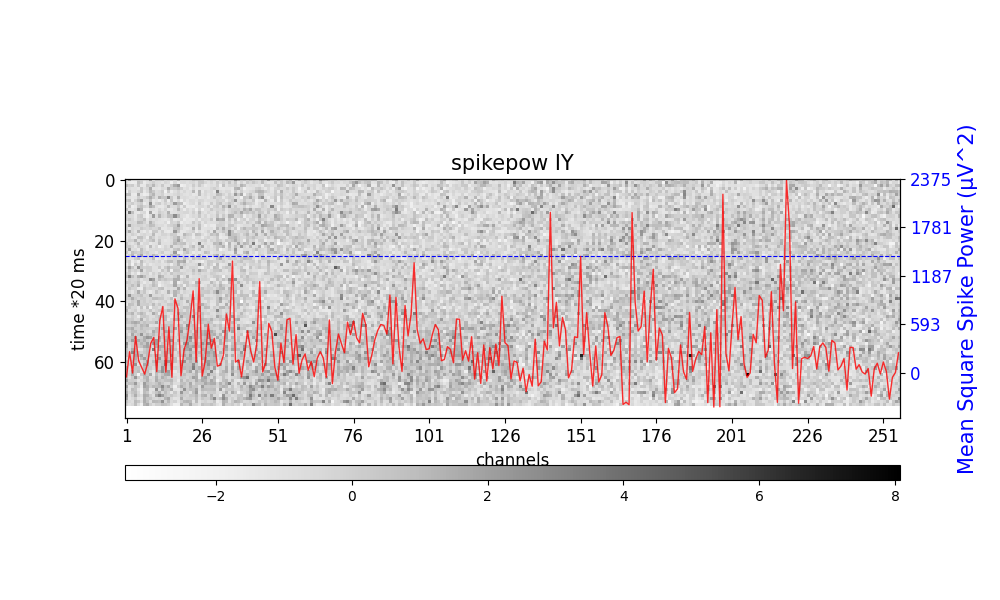 spikepow IY
0
20
40
60
time *20 ms
2375
1781
1187
593
0
Mean Square Spike Power (μV^2)
1 26 51 76 101 126 151 176 201 226 251
channels
−2 0 2 4 6 8